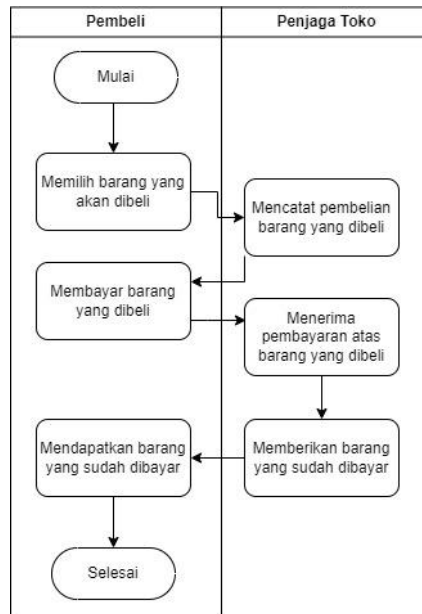 Pembeli
Penjaga Toko
Mulai
Memilih barang yang
akan dibeli
Mencatat pembelian
barang yang dibeli
Membayar barang
yang dibeli
Menerima
pembayaran atas
barang yang dibeli
Mendapatkan barang
yang sudah dibayar
Memberikan barang
yang sudah dibayar
Selesai